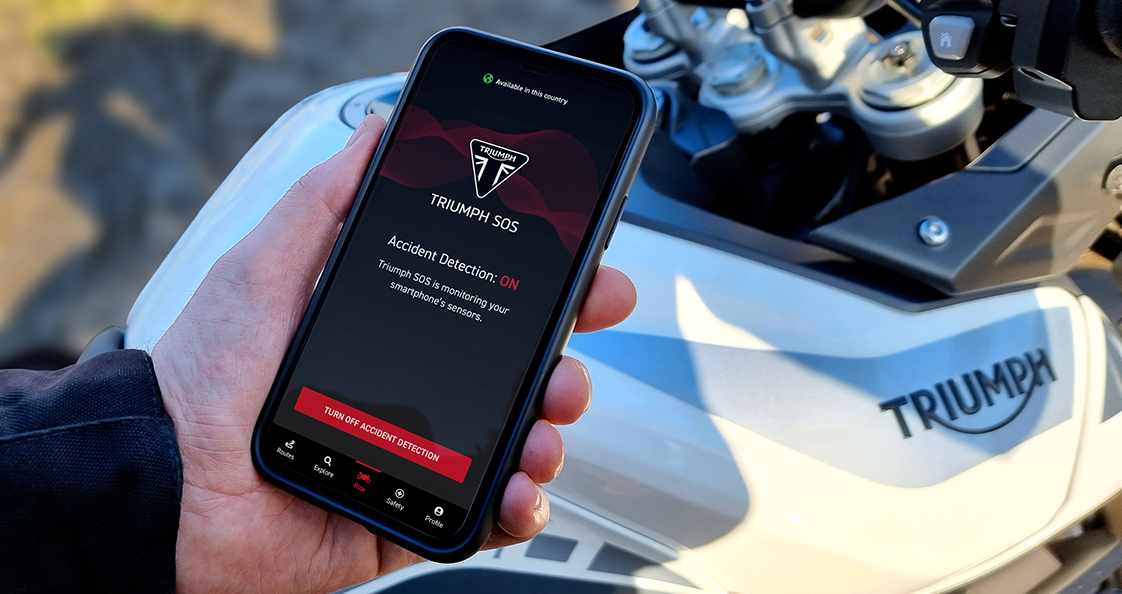 Available in this country
TRIUMPH
TRIUMPH SOS
Accident Detection: ON
Triumph SOS is monitoring your
smartphone's sensors.
TURN OFF ACCIDENT DETECTION
Routes
Explore
Ride
Safety
Profile
TRIUMPH